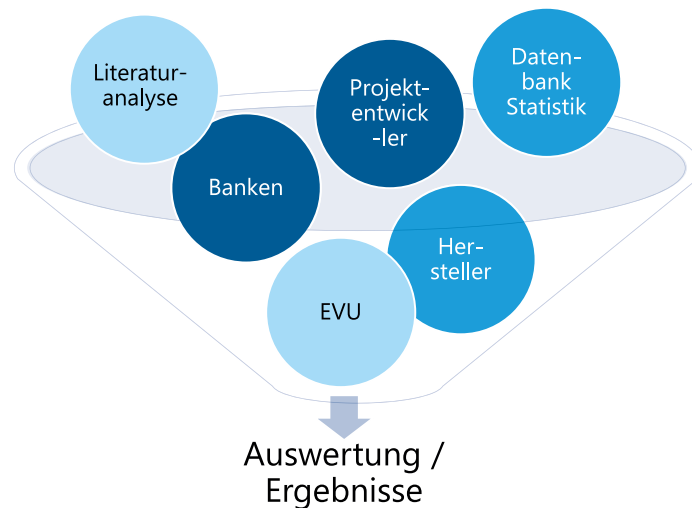 Literatur-
analyse
Projekt-
entwick
-ler
Daten-
bank
Statistik
Banken
Her-
steller
EVU
Auswertung /
Ergebnisse